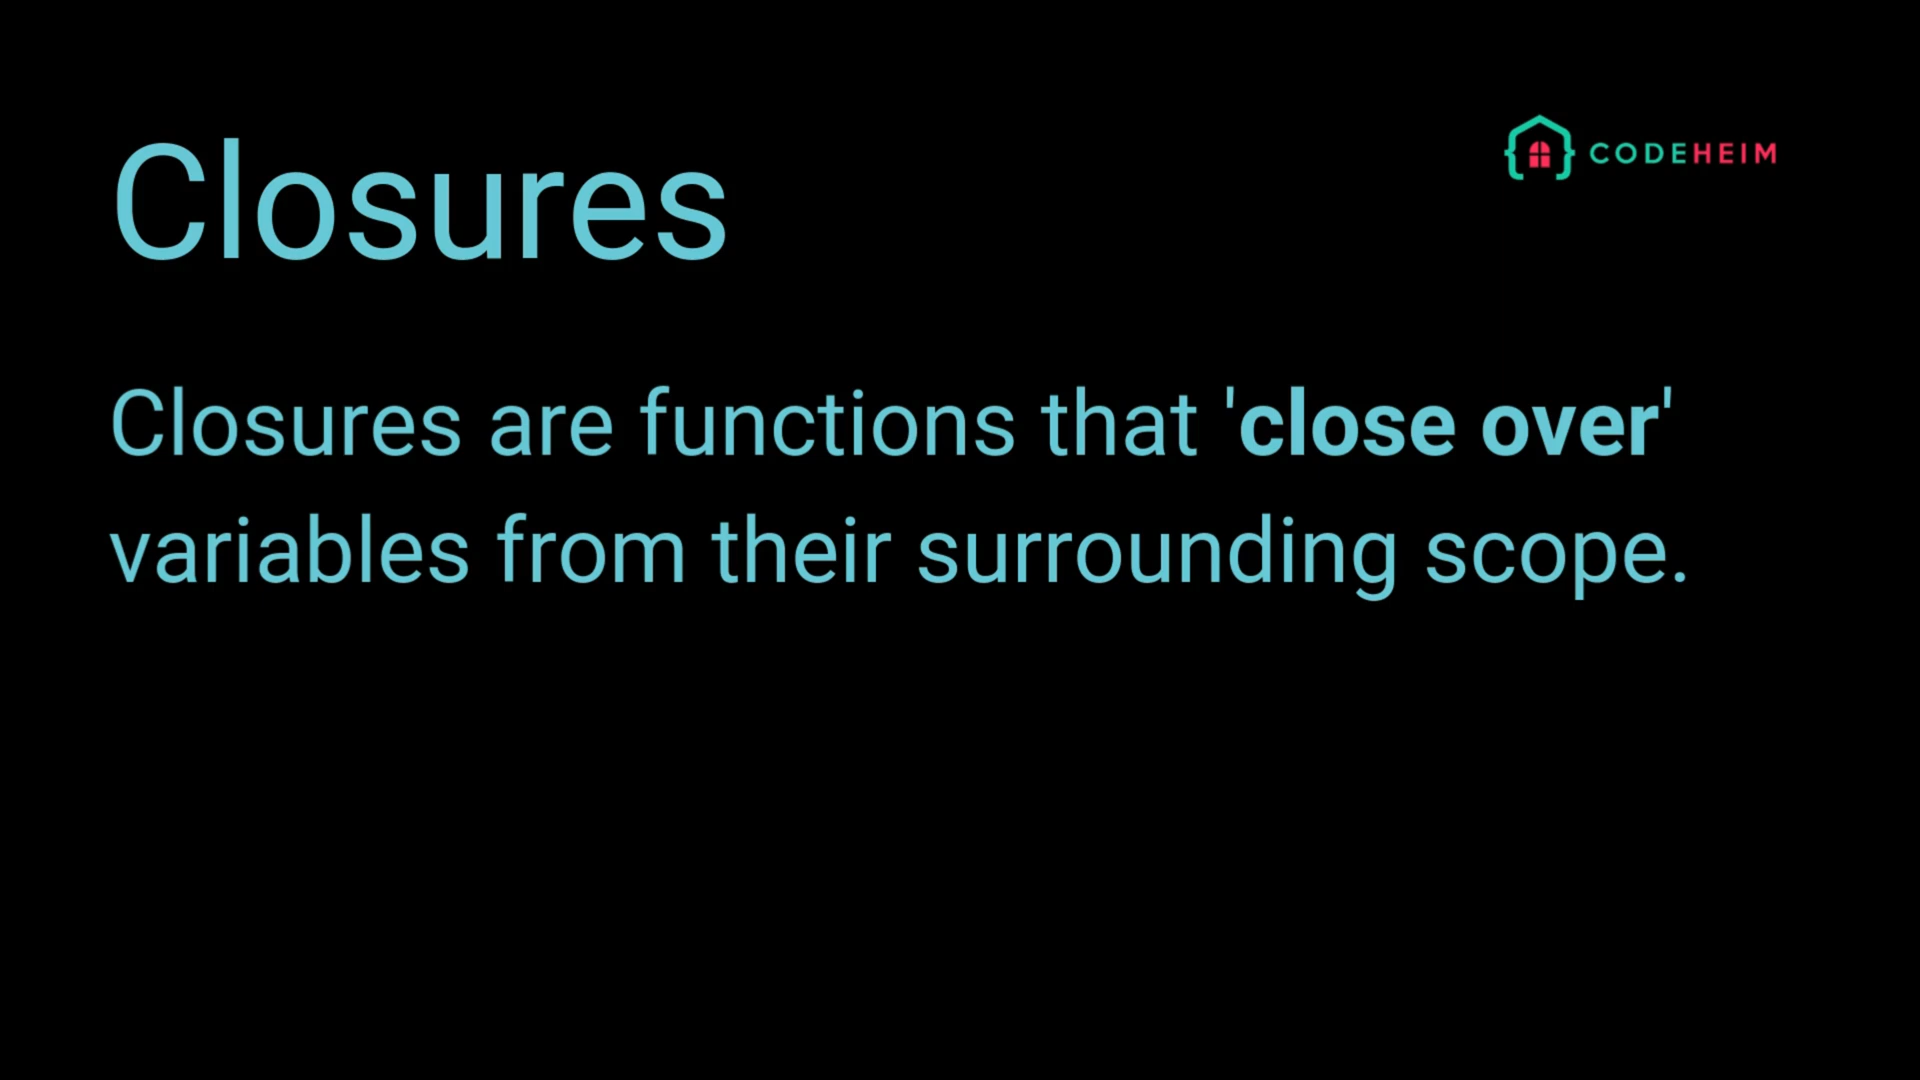 Closures
CODEHEIM
Closures are functions that 'close over'
variables from their surrounding scope.